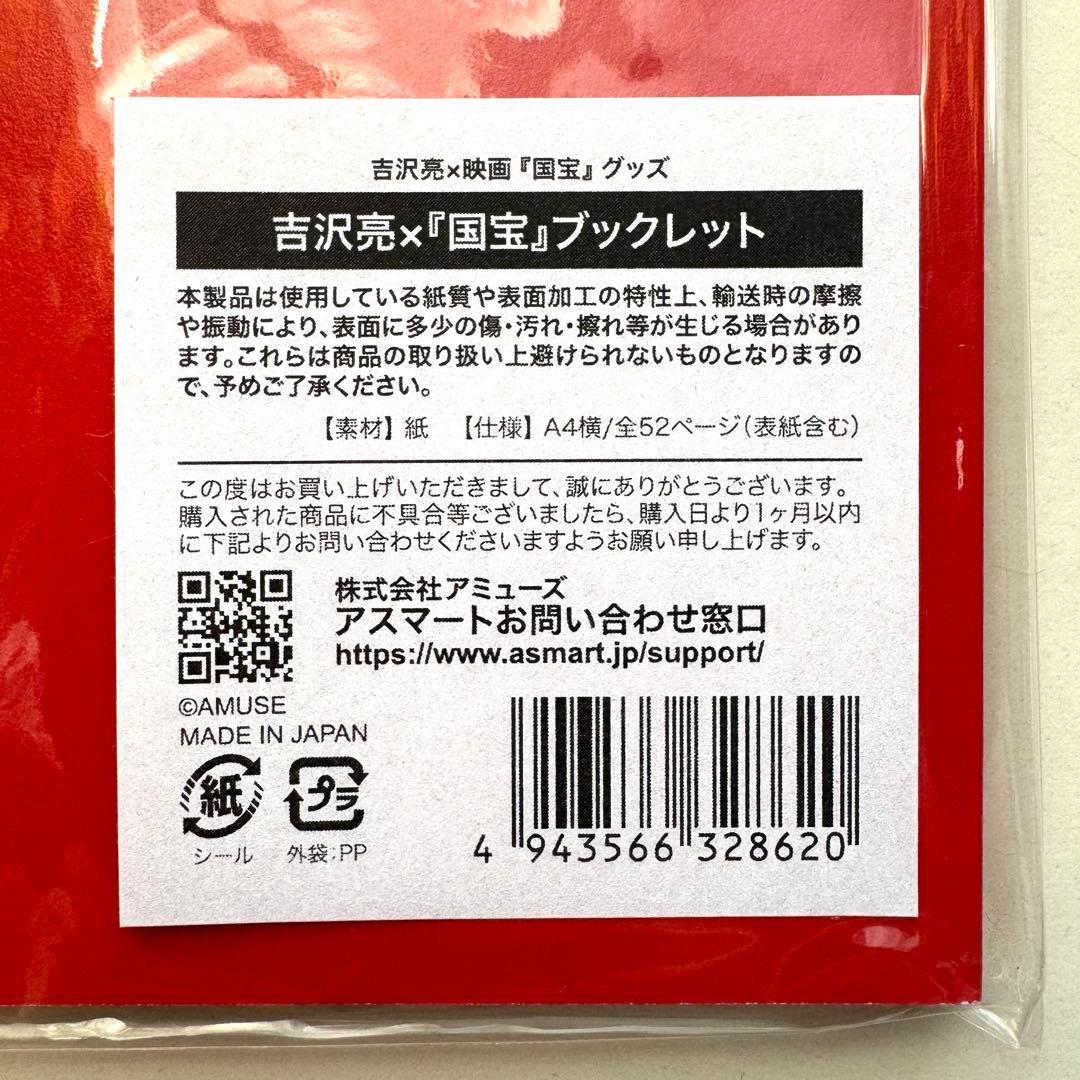 吉沢亮×映画『国宝』グッズ
吉沢亮×『国宝』ブックレット
本製品は使用している紙質や表面加工の特性上、輸送時の摩擦
や振動により、表面に多少の傷・汚れ・擦れ等が生じる場合があり
ます。これらは商品の取り扱い上避けられないものとなりますの
で、予めご了承ください。
【素材】紙　【仕様】A4横/全52ページ（表紙含む）
この度はお買い上げいただきまして、誠にありがとうございます。
購入された商品に不具合等ございましたら、購入日より1ヶ月以内
に下記よりお問い合わせくださいますようお願い申し上げます。
株式会社アミューズ
アスマートお問い合わせ窓口
https://www.asmart.jp/support/
©AMUSE
MADE IN JAPAN
紙 プラ
シール 外袋:PP
4 943566 328620